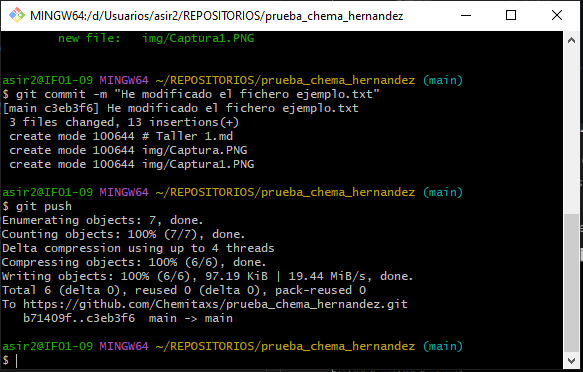 MINGW64:/d/Usuarios/asir2/REPOSITORIOS/prueba_chema_hernandez
new file:   img/Captura1.PNG
asir2@IF01-09 MINGW64 ~/REPOSITORIOS/prueba_chema_hernandez (main)
$ git commit -m "He modificado el fichero ejemplo.txt"
[main c3eb3f6] He modificado el fichero ejemplo.txt
3 files changed, 13 insertions(+)
create mode 100644 # Taller 1.md
create mode 100644 img/Captura.PNG
create mode 100644 img/Captura1.PNG
asir2@IF01-09 MINGW64 ~/REPOSITORIOS/prueba_chema_hernandez (main)
$ git push
Enumerating objects: 7, done.
Counting objects: 100% (7/7), done.
Delta compression using up to 4 threads
Compressing objects: 100% (6/6), done.
Writing objects: 100% (6/6), 97.19 KiB | 19.44 MiB/s, done.
Total 6 (delta 0), reused 0 (delta 0), pack-reused 0
To https://github.com/Chemitaxs/prueba_chema_hernandez.git
b71409f..c3eb3f6  main -> main
asir2@IF01-09 MINGW64 ~/REPOSITORIOS/prueba_chema_hernandez (main)
$